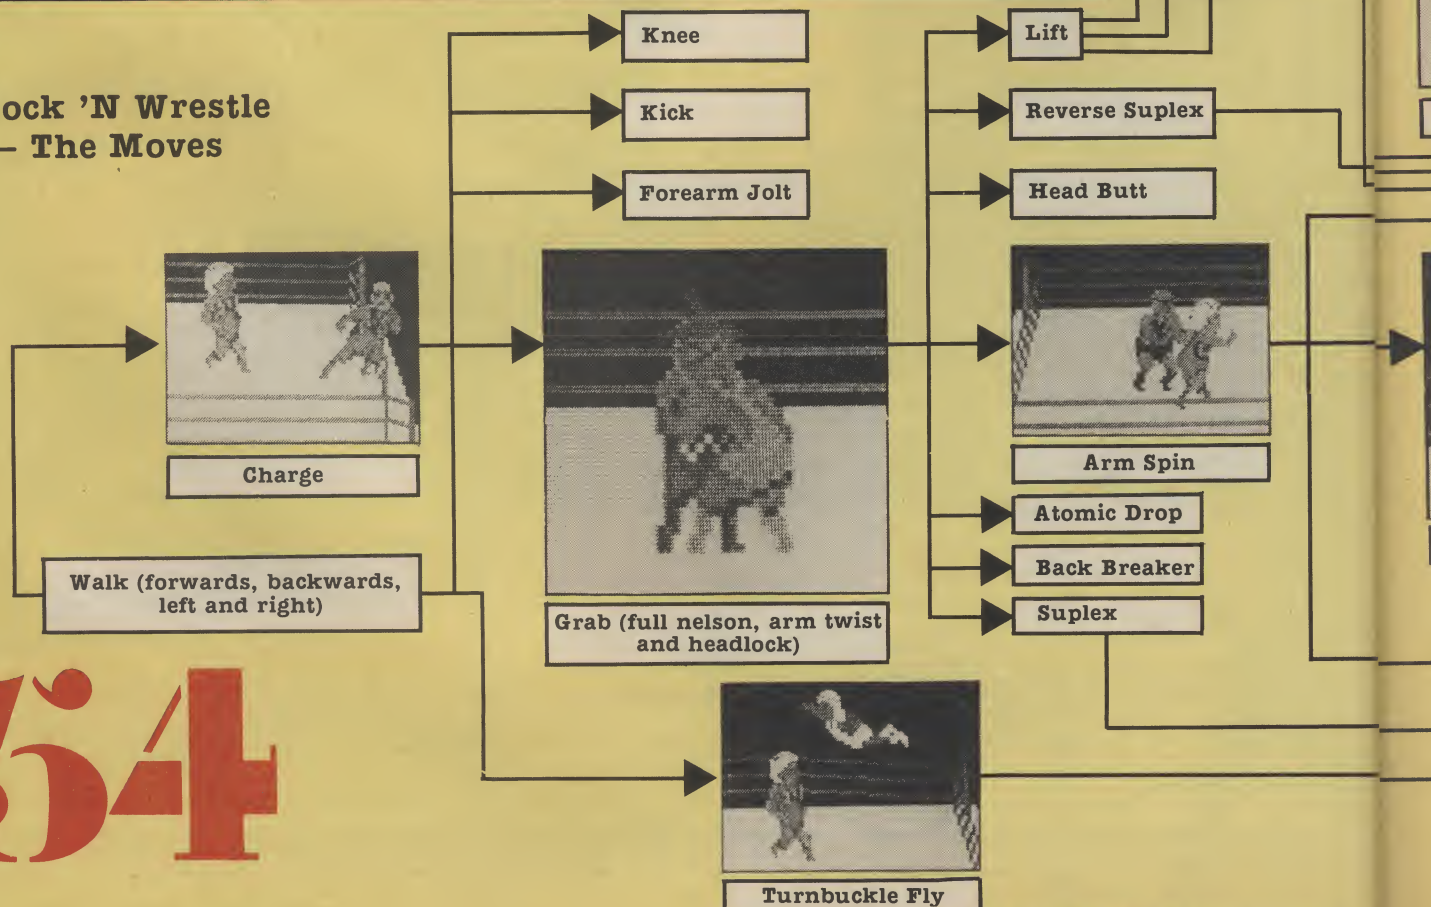 ock 'N Wrestle
– The Moves
Knee
Kick
Forearm Jolt
Lift
Reverse Suplex
Head Butt
Charge
Walk (forwards, backwards,
left and right)
Grab (full nelson, arm twist
and headlock)
Arm Spin
Atomic Drop
Back Breaker
Suplex
Turnbuckle Fly
54